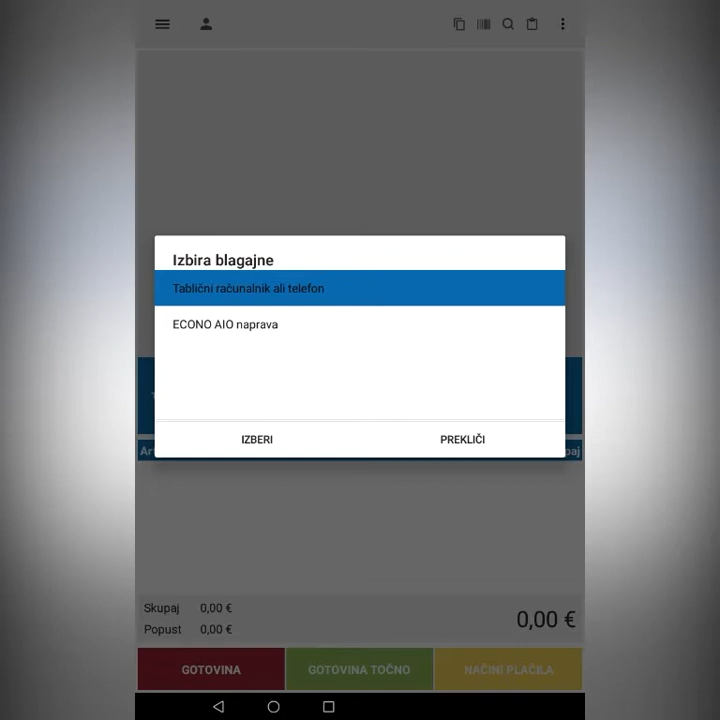 Izbira blagajne
Tablični računalnik ali telefon
ECONO AIO naprava
IZBERI
PREKLIČI
Skupaj 0,00 €
Popust 0,00 €
0,00 €
GOTOVINA
GOTOVINA TOČNO
NAČINI PLAČILA